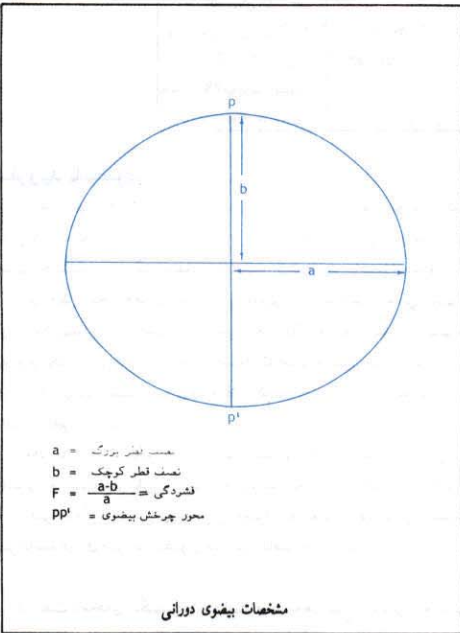 p
b
a
p'
a = نصف قطر بزرگ
b = نصف قطر کوچک
F = a-b/a = فشردگی
pp' = محور چرخش بیضوی
مشخصات بیضوی دورانی